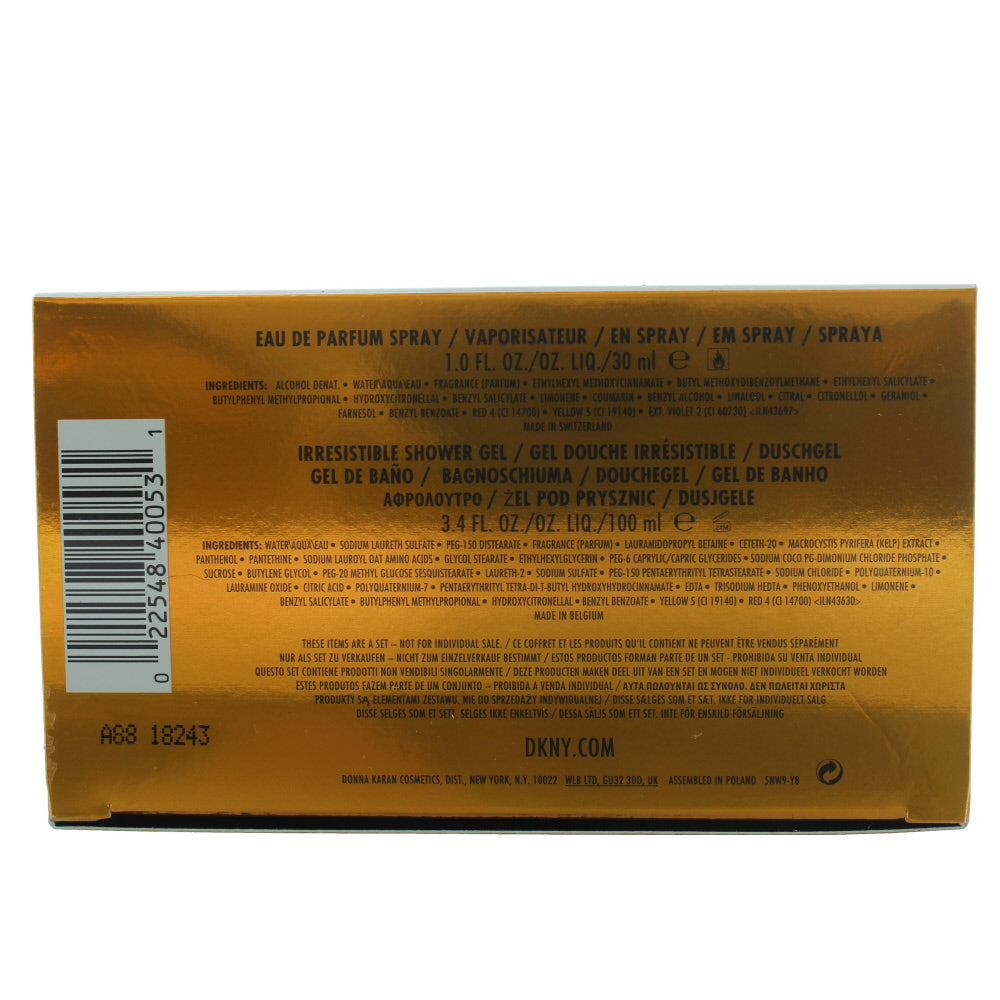 EAU DE PARFUM SPRAY / VAPORISATEUR / EN SPRAY / EM SPRAY / SPRAYA
1.0 FL. OZ./OZ. LIQ./30 ml ℮
INGREDIENTS: ALCOHOL DENAT. • WATER\AQUA\EAU • FRAGRANCE (PARFUM) • ETHYLHEXYL METHOXYCINNAMATE • BUTYL METHOXYDIBENZOYLMETHANE • ETHYLHEXYL SALICYLATE •
BUTYLPHENYL METHYLPROPIONAL • HYDROXYCITRONELLAL • BENZYL SALICYLATE • LIMONENE • COUMARIN • BENZYL ALCOHOL • LINALOOL • CITRAL • CITRONELLOL • GERANIOL •
FARNESOL • BENZYL BENZOATE • RED 4 (CI 14700) • YELLOW 5 (CI 19140) • EXT. VIOLET 2 (CI 60730) <ILN43697>
MADE IN SWITZERLAND
IRRESISTIBLE SHOWER GEL / GEL DOUCHE IRRÉSISTIBLE / DUSCHGEL
GEL DE BAÑO / BAGNOSCHIUMA / DOUCHEGEL / GEL DE BANHO
ΑΦΡΟΛΟΥΤΡΟ / ŻEL POD PRYSZNIC / DUSJGELE
3.4 FL. OZ./OZ. LIQ./100 ml ℮ 24M
INGREDIENTS: WATER\AQUA\EAU • SODIUM LAURETH SULFATE • PEG-150 DISTEARATE • FRAGRANCE (PARFUM) • LAURAMIDOPROPYL BETAINE • CETETH-20 • MACROCYSTIS PYRIFERA (KELP) EXTRACT •
PANTHENOL • PANTETHINE • SODIUM LAUROYL OAT AMINO ACIDS • GLYCOL STEARATE • ETHYLHEXYLGLYCERIN • PEG-6 CAPRYLIC/CAPRIC GLYCERIDES • SODIUM COCO PG-DIMONIUM CHLORIDE PHOSPHATE •
SUCROSE • BUTYLENE GLYCOL • PEG-20 METHYL GLUCOSE SESQUISTEARATE • LAURETH-2 • SODIUM SULFATE • PEG-150 PENTAERYTHRITYL TETRASTEARATE • SODIUM CHLORIDE • POLYQUATERNIUM-10 •
LAURAMINE OXIDE • CITRIC ACID • POLYQUATERNIUM-7 • PENTAERYTHRITYL TETRA-DI-T-BUTYL HYDROXYHYDROCINNAMATE • EDTA • TRISODIUM HEDTA • PHENOXYETHANOL • LIMONENE •
BENZYL SALICYLATE • BUTYLPHENYL METHYLPROPIONAL • HYDROXYCITRONELLAL • BENZYL BENZOATE • YELLOW 5 (CI 19140) • RED 4 (CI 14700) <ILN43630>
MADE IN BELGIUM
THESE ITEMS ARE A SET – NOT FOR INDIVIDUAL SALE. / CE COFFRET ET LES PRODUITS QU'IL CONTIENT NE PEUVENT ÊTRE VENDUS SÉPARÉMENT
NUR ALS SET ZU VERKAUFEN – NICHT ZUM EINZELVERKAUF BESTIMMT / ESTOS PRODUCTOS FORMAN PARTE DE UN SET - PROHIBIDA SU VENTA INDIVIDUAL
QUESTO SET CONTIENE PRODOTTI NON VENDIBILI SINGOLARMENTE / DEZE PRODUCTEN MAKEN DEEL UIT VAN EEN SET EN MOGEN NIET INDIVIDUEEL VERKOCHT WORDEN
ESTES PRODUTOS FAZEM PARTE DE UM CONJUNTO – PROIBIDA A VENDA INDIVIDUAL / ΑΥΤΑ ΠΩΛΟΥΝΤΑΙ ΩΣ ΣΥΝΟΛΟ. ΔΕΝ ΠΩΛΕΙΤΑΙ ΧΩΡΙΣΤΑ
PRODUKTY SĄ ELEMENTAMI ZESTAWU. NIE DO SPRZEDAŻY INDYWIDUALNEJ / DISSE SÆLGES SOM ET SÆT. IKKE FOR INDIVIDUELT SALG
DISSE SELGES SOM ET SETT. SELGES IKKE ENKELTVIS / DESSA SÄLJS SOM ETT SET. INTE FÖR ENSKILD FÖRSÄLJNING
DKNY.COM
DONNA KARAN COSMETICS, DIST., NEW YORK, N.Y. 10022 WLB LTD, GU32 3DD, UK ASSEMBLED IN POLAND 5NW9-Y8
0 22548 40053 1
A88 18243